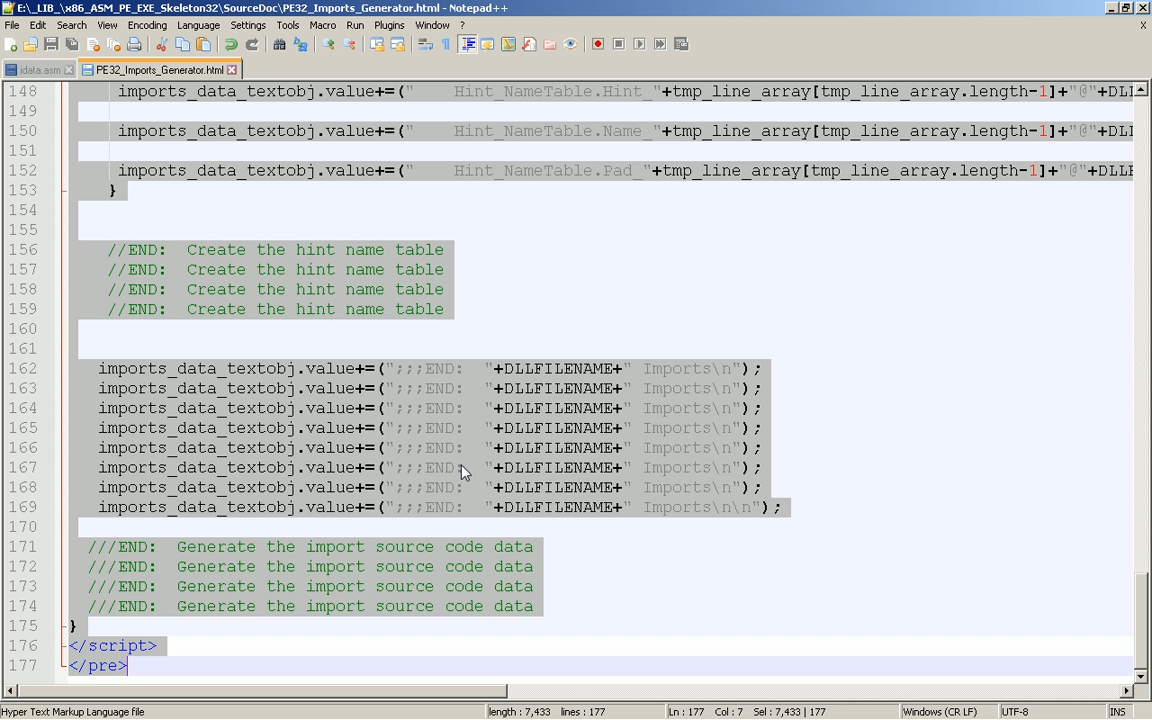 E:\_LIB_\x86_ASM_PE_EXE_Skeleton32\SourceDoc\PE32_Imports_Generator.html - Notepad++
File Edit Search View Encoding Language Settings Tools Macro Run Plugins Window ? X
idata.asm PE32_Imports_Generator.html
148 imports_data_textobj.value+=("    Hint_NameTable.Hint_"+tmp_line_array[tmp_line_array.length-1]+"@"+DLL
149
150 imports_data_textobj.value+=("    Hint_NameTable.Name_"+tmp_line_array[tmp_line_array.length-1]+"@"+DLI
151
152 imports_data_textobj.value+=("    Hint_NameTable.Pad_"+tmp_line_array[tmp_line_array.length-1]+"@"+DLLF
153 }
154
155
156 //END:  Create the hint name table
157 //END:  Create the hint name table
158 //END:  Create the hint name table
159 //END:  Create the hint name table
160
161
162 imports_data_textobj.value+=(";;;END:  "+DLLFILENAME+" Imports\n");
163 imports_data_textobj.value+=(";;;END:  "+DLLFILENAME+" Imports\n");
164 imports_data_textobj.value+=(";;;END:  "+DLLFILENAME+" Imports\n");
165 imports_data_textobj.value+=(";;;END:  "+DLLFILENAME+" Imports\n");
166 imports_data_textobj.value+=(";;;END:  "+DLLFILENAME+" Imports\n");
167 imports_data_textobj.value+=(";;;END:  "+DLLFILENAME+" Imports\n");
168 imports_data_textobj.value+=(";;;END:  "+DLLFILENAME+" Imports\n");
169 imports_data_textobj.value+=(";;;END:  "+DLLFILENAME+" Imports\n\n");
170
171 ///END:  Generate the import source code data
172 ///END:  Generate the import source code data
173 ///END:  Generate the import source code data
174 ///END:  Generate the import source code data
175 }
176 </script>
177 </pre>
Hyper Text Markup Language file length : 7,433 lines : 177 Ln : 177 Col : 7 Sel : 7,433 | 177 Windows (CR LF) UTF-8 INS